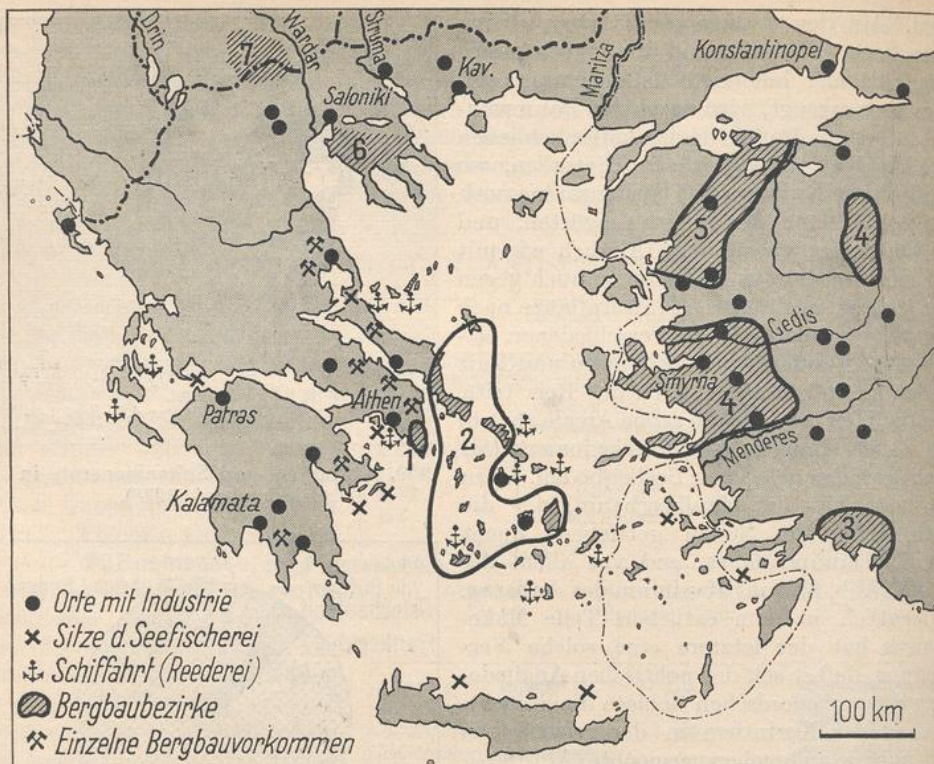 Drin
Wardar
Struma
Maritza
Konstantinopel
7
Kav.
Saloniki
6
5
4
Gedis
Smyrna
4
Menderes
Athen
Patras
1
2
Kalamata
3
Orte mit Industrie
Sitze d. Seefischerei
Schiffahrt (Reederei)
Bergbaubezirke
Einzelne Bergbauvorkommen
100 km